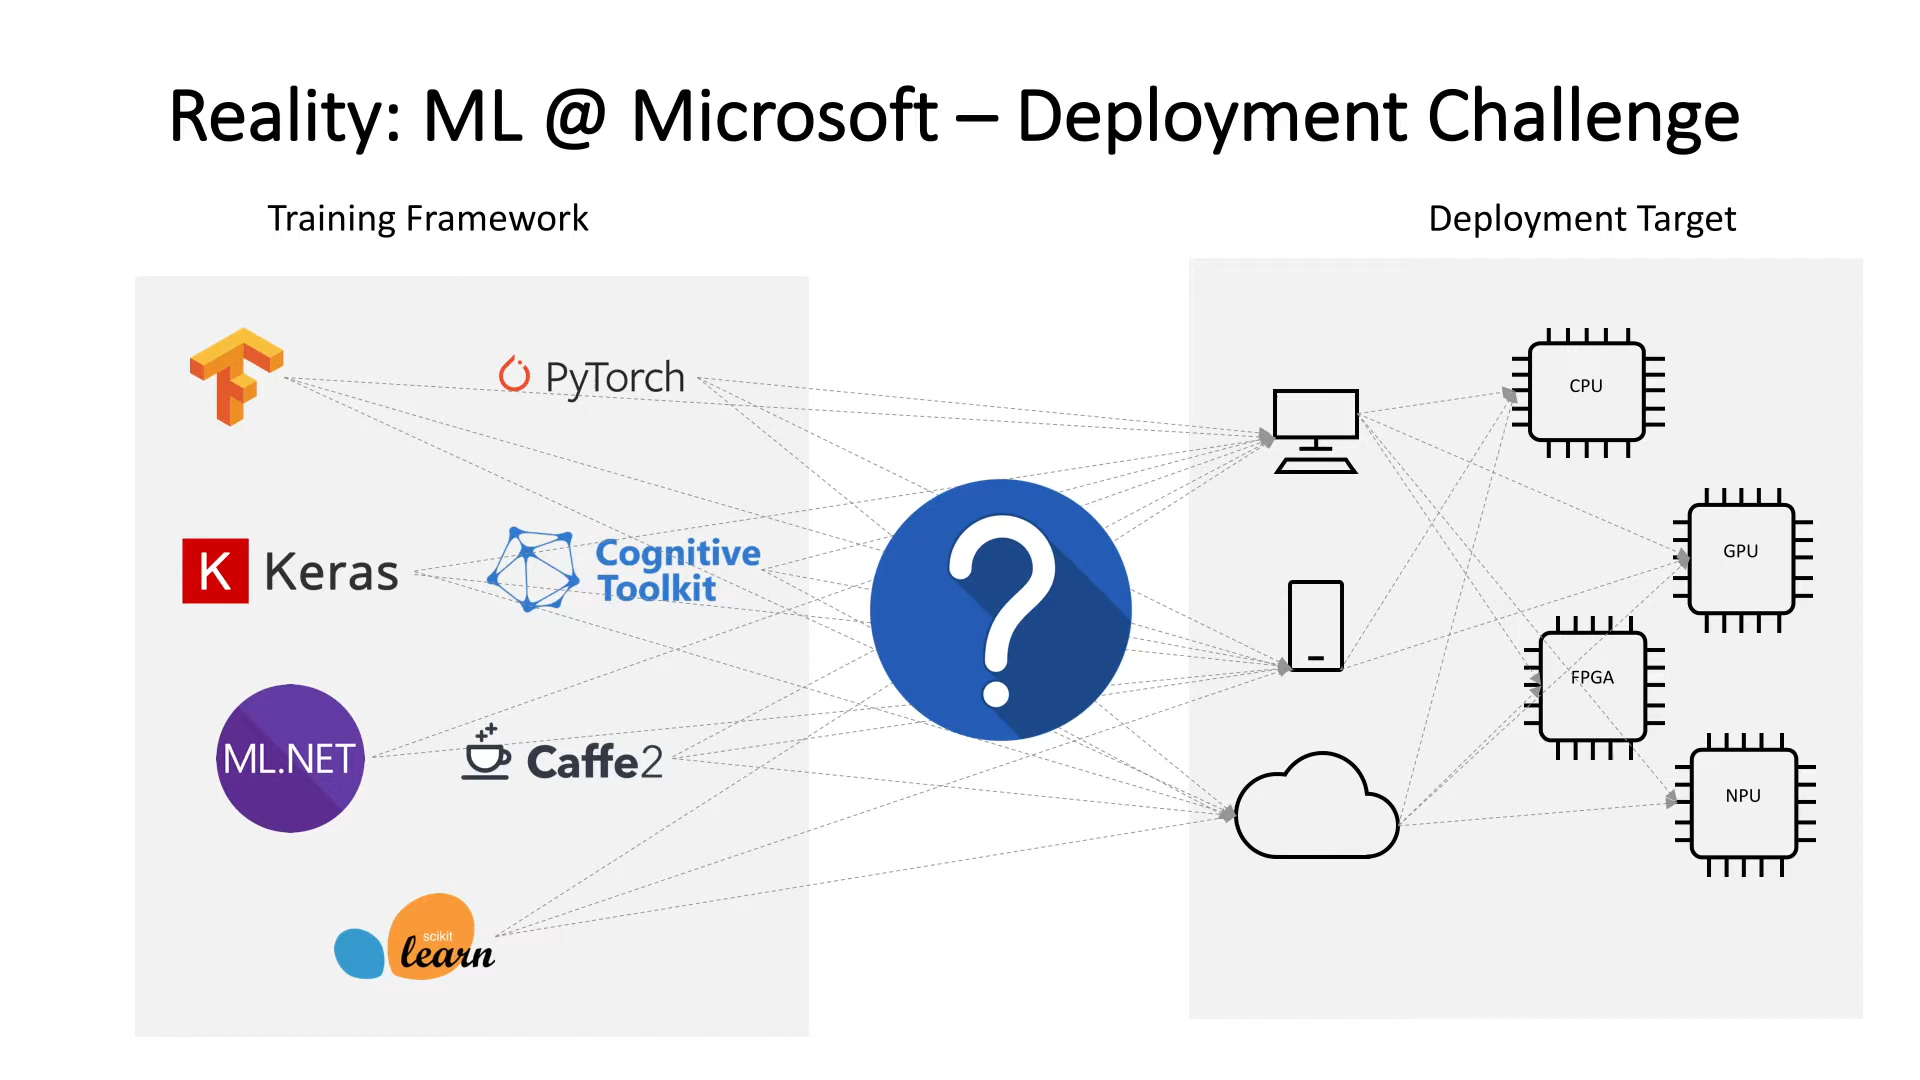 Reality: ML @ Microsoft – Deployment Challenge
Training Framework
Deployment Target
PyTorch
K Keras
Cognitive
Toolkit
ML.NET
Caffe2
scikit
learn
?
CPU
GPU
FPGA
NPU